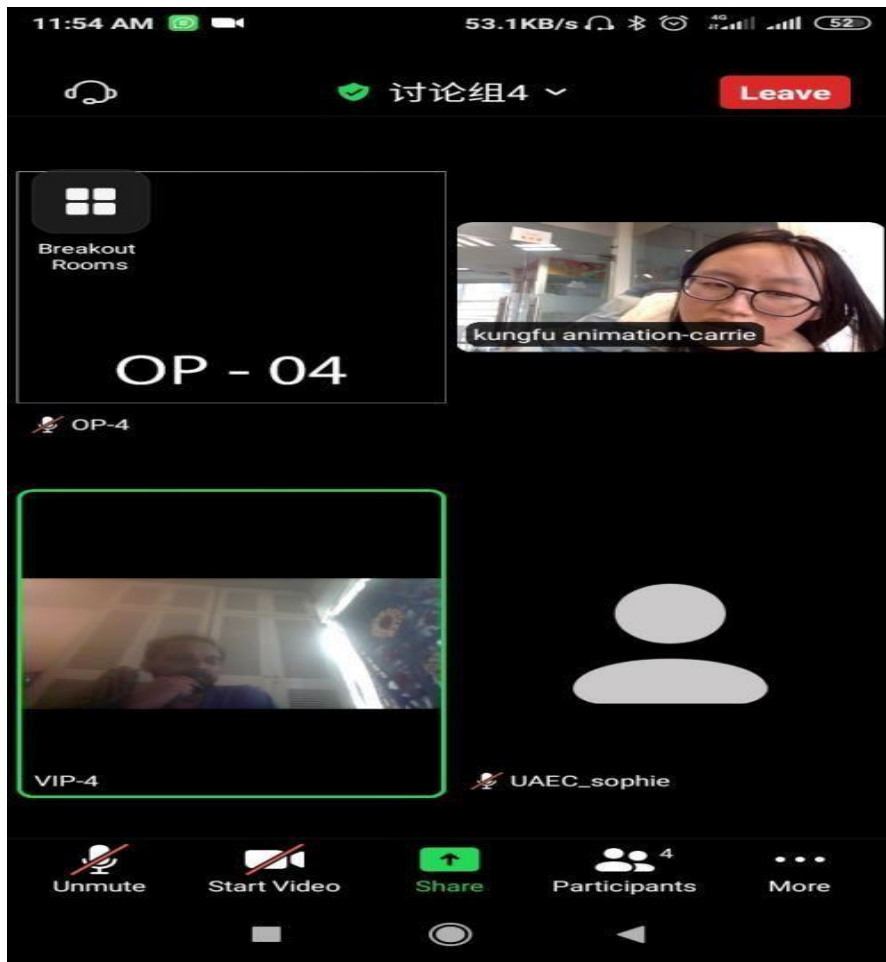 11:54 AM
53.1KB/s 4G 52
讨论组4
Leave
Breakout
Rooms
OP - 04
OP-4
kungfu animation-carrie
VIP-4
UAEC_sophie
4
Unmute
Start Video
Share
Participants
More